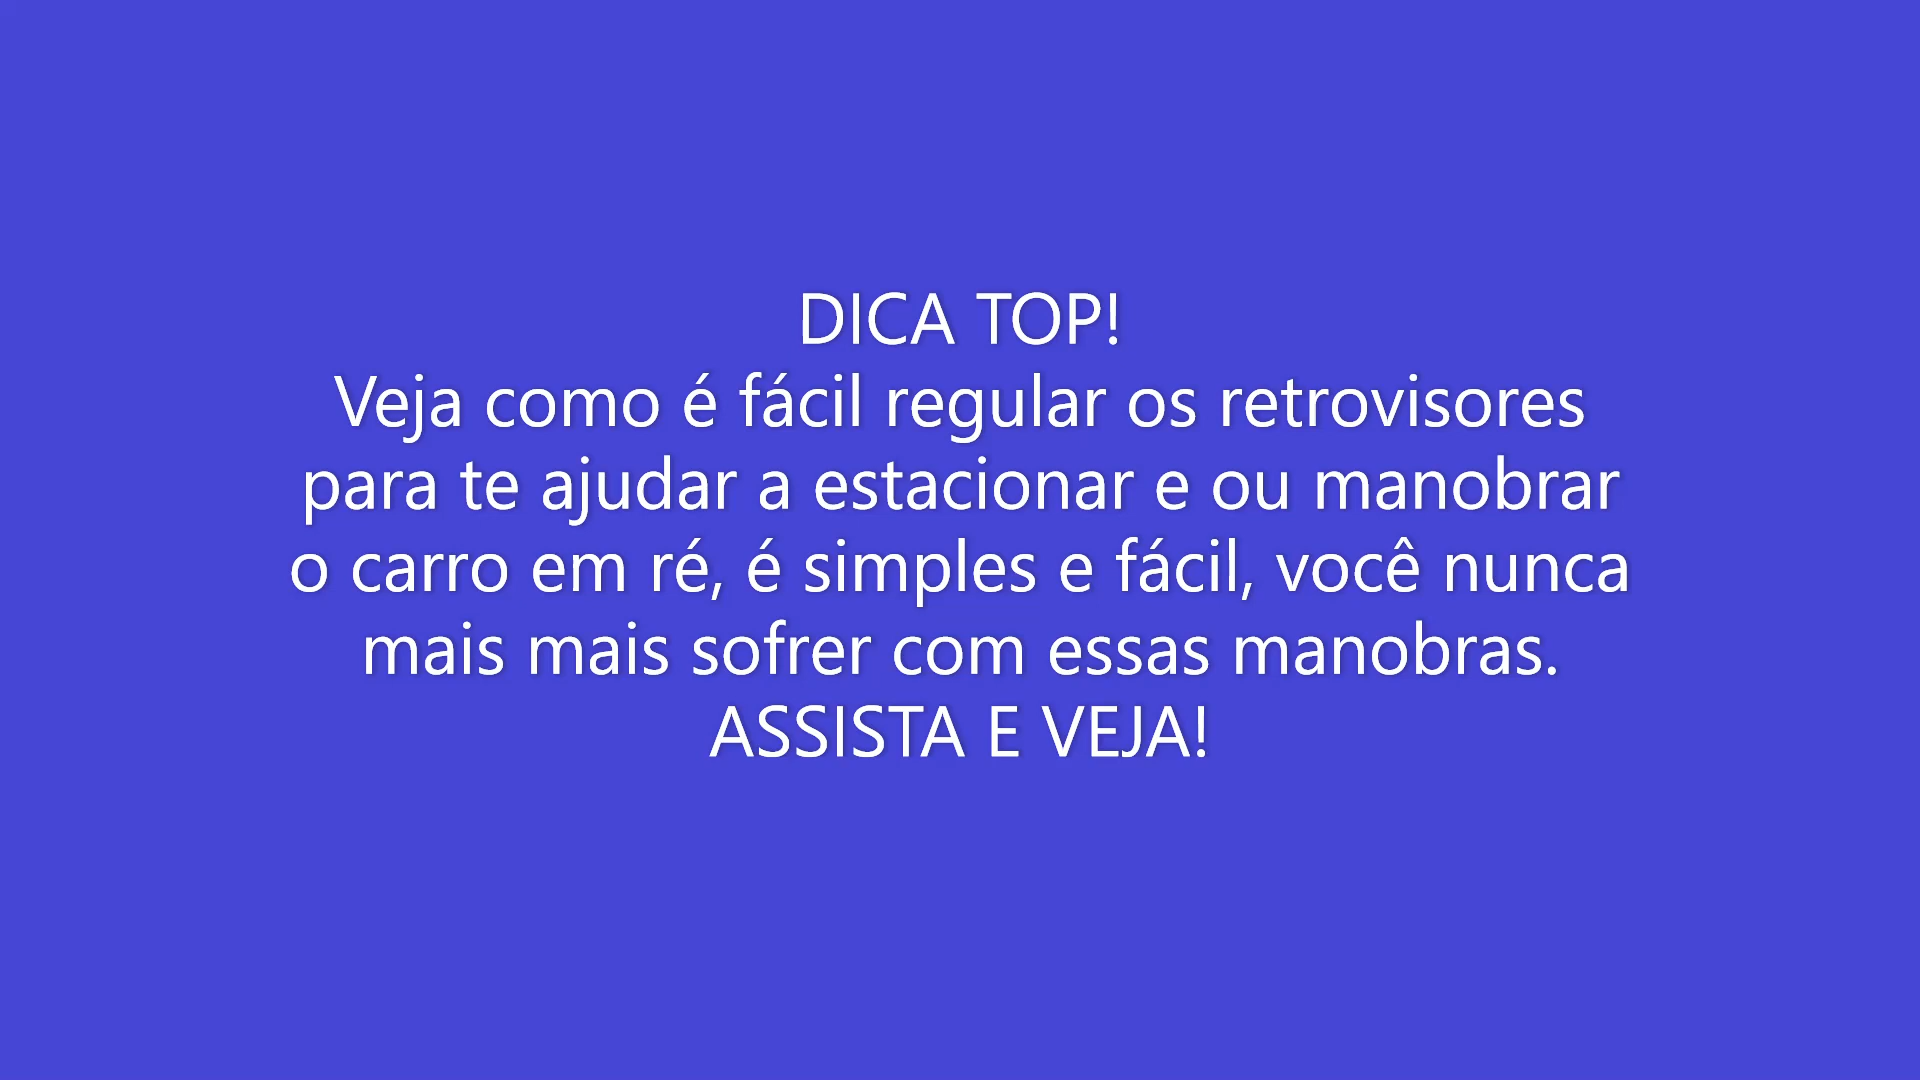 DICA TOP!
Veja como é fácil regular os retrovisores
para te ajudar a estacionar e ou manobrar
o carro em ré, é simples e fácil, você nunca
mais mais sofrer com essas manobras.
ASSISTA E VEJA!